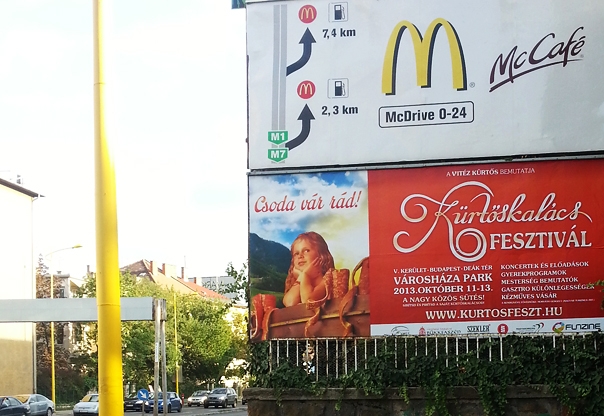 M
7,4 km
M
2,3 km
M1
M7
M
McDrive 0-24
McCafé
A VITÉZ KÜRTŐS BEMUTATJA
Csoda vár rád!
Kürtőskalács
FESZTIVÁL
V. KERÜLET - BUDAPEST - DEÁK TÉR
VÁROSHÁZA PARK
2013. OKTÓBER 11-13.
A NAGY KÖZÖS SÜTÉS!
KONCERTEK ÉS ELŐADÁSOK
GYEREKPROGRAMOK
MESTERSÉG BEMUTATÓK
GASZTRO KÜLÖNLEGESSÉGEK
KÉZMŰVES VÁSÁR
WWW.KURTOSFESZT.HU
SZEKLER
FUNZINE